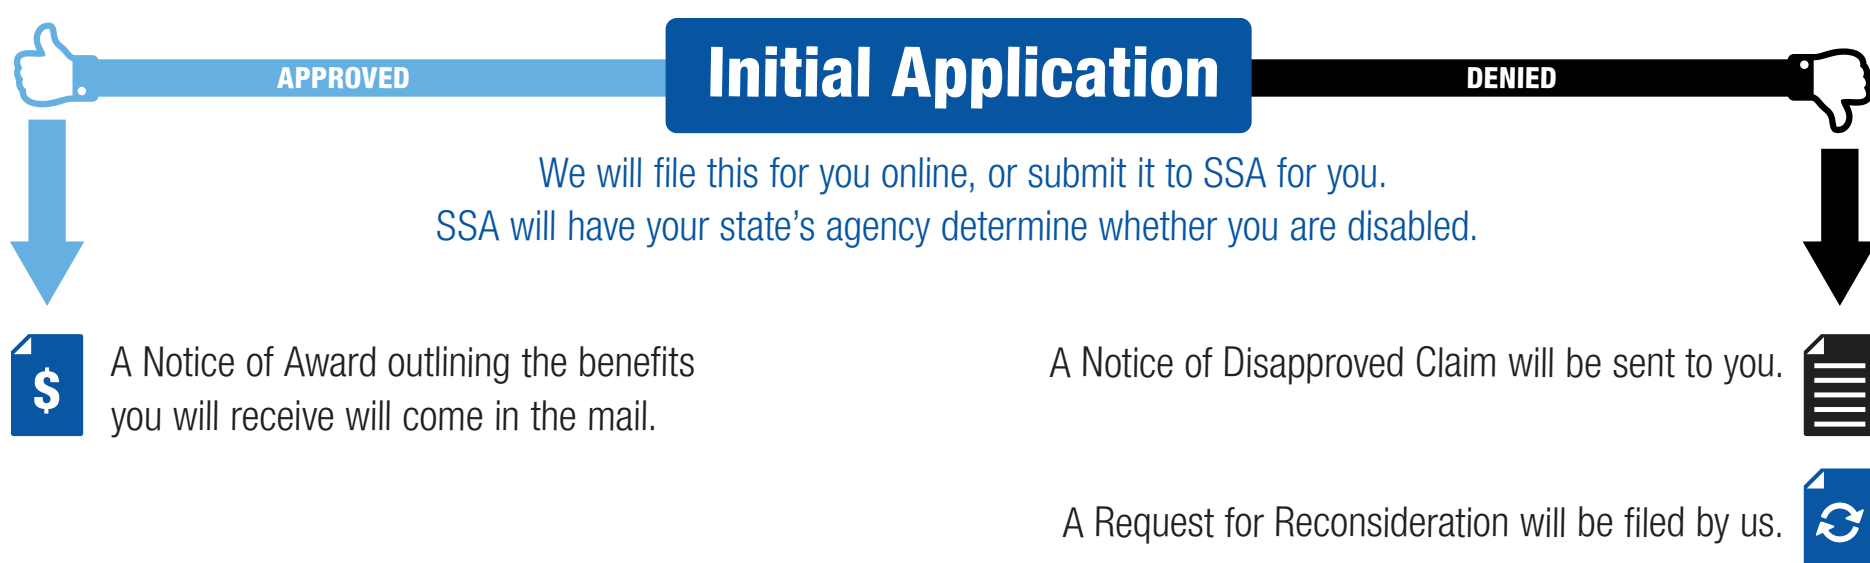 APPROVED
Initial Application
DENIED
We will file this for you online, or submit it to SSA for you.
SSA will have your state's agency determine whether you are disabled.
$
A Notice of Award outlining the benefits
you will receive will come in the mail.
A Notice of Disapproved Claim will be sent to you.
A Request for Reconsideration will be filed by us.